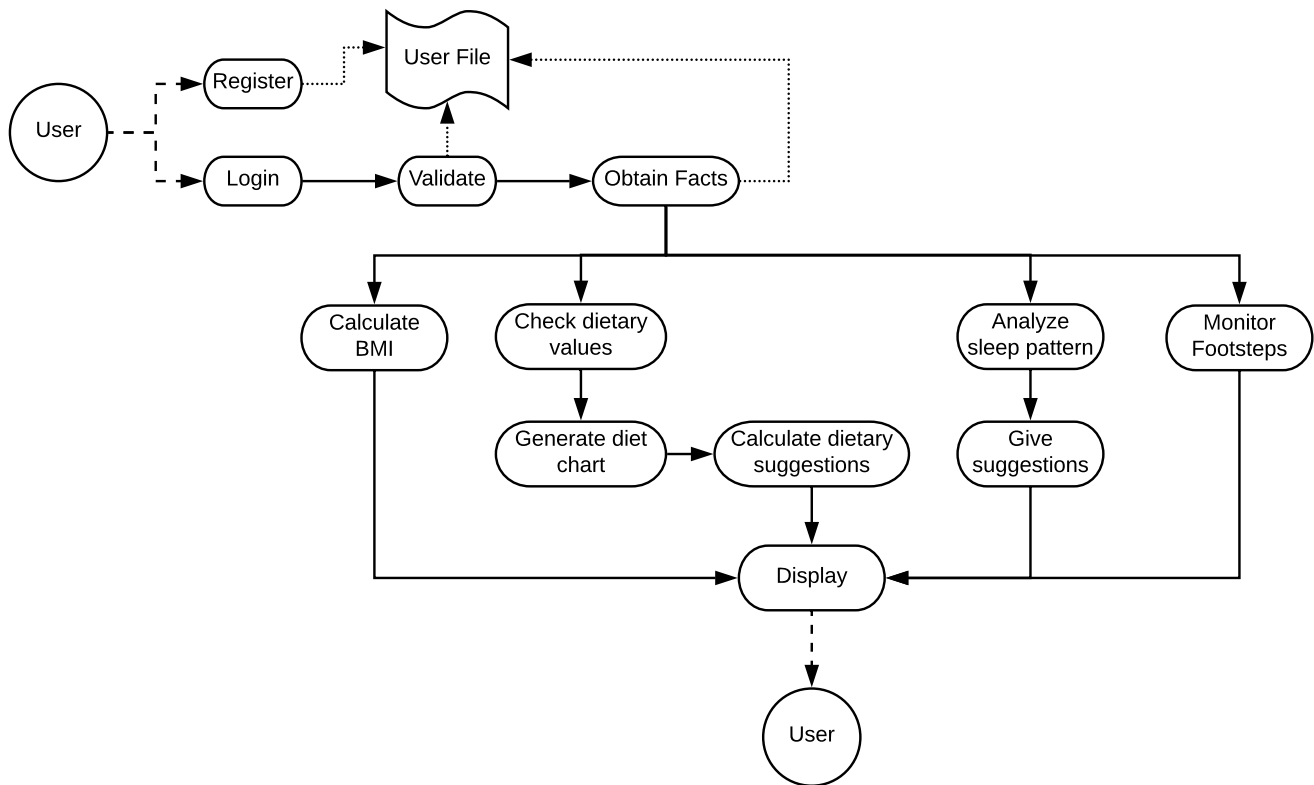 User File
Register
User
Login
Validate
Obtain Facts
Calculate
BMI
Check dietary
values
Analyze
sleep pattern
Monitor
Footsteps
Generate diet
chart
Calculate dietary
suggestions
Give
suggestions
Display
User